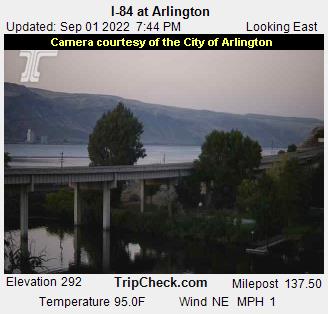 I-84 at Arlington
Updated: Sep 01 2022 7:44 PM Looking East
Camera courtesy of the City of Arlington
Elevation 292 TripCheck.com Milepost 137.50
Temperature 95.0F Wind NE MPH 1